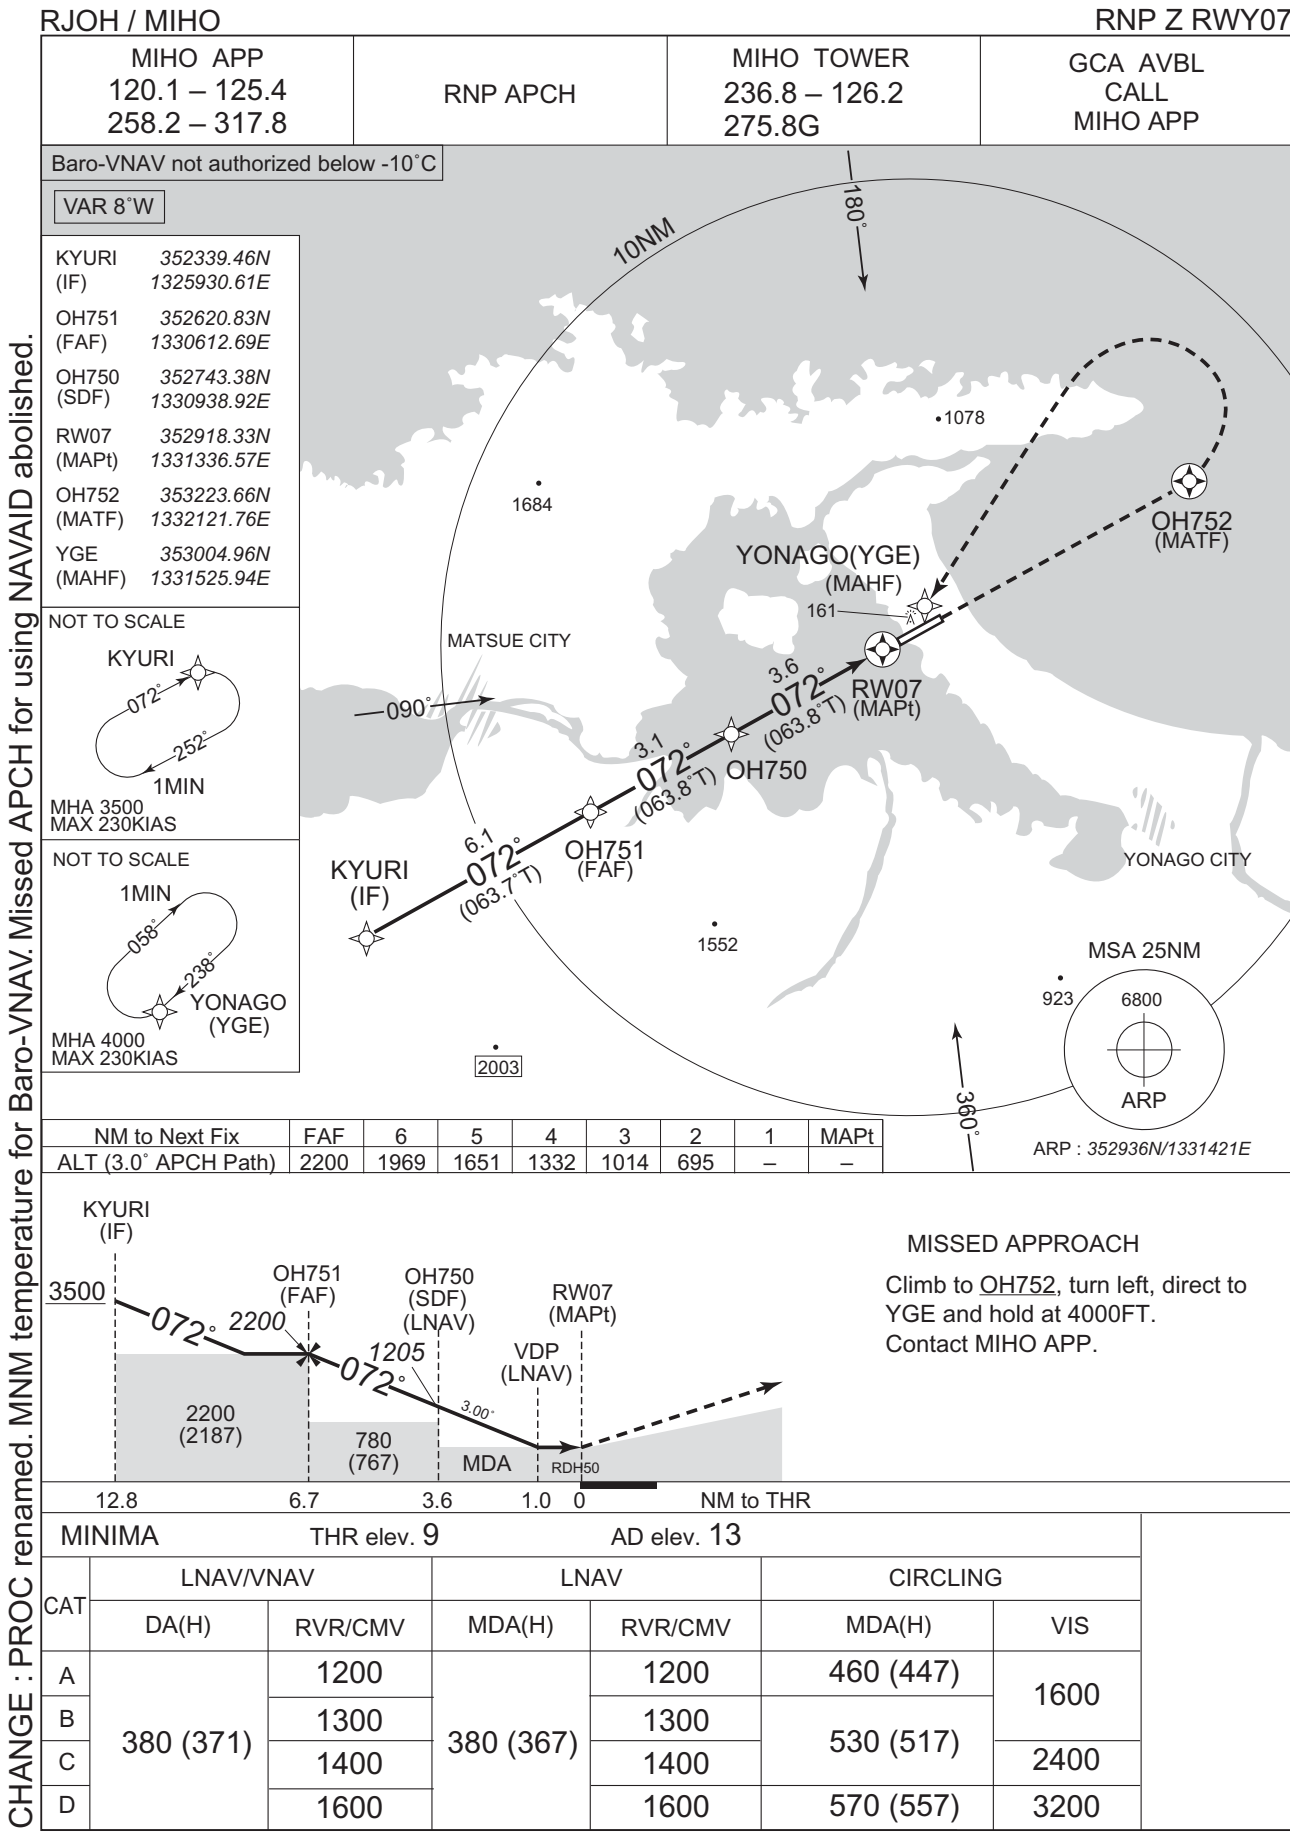 RJOH / MIHO
RNP Z RWY07
MIHO APP
120.1 – 125.4
258.2 – 317.8
RNP APCH
MIHO TOWER
236.8 – 126.2
275.8G
GCA AVBL
CALL
MIHO APP
Baro-VNAV not authorized below -10˚C
VAR 8˚W
KYURI 352339.46N
(IF) 1325930.61E
OH751 352620.83N
(FAF) 1330612.69E
OH750 352743.38N
(SDF) 1330938.92E
RW07 352918.33N
(MAPt) 1331336.57E
OH752 353223.66N
(MATF) 1332121.76E
YGE 353004.96N
(MAHF) 1331525.94E
NOT TO SCALE
KYURI
072˚
252˚
1MIN
MHA 3500
MAX 230KIAS
NOT TO SCALE
1MIN
058˚
238˚
YONAGO
(YGE)
MHA 4000
MAX 230KIAS
10NM
180˚
1078
1684
OH752
(MATF)
YONAGO(YGE)
(MAHF)
161
MATSUE CITY
090˚
RW07
(MAPt)
3.6
072˚
(063.8˚T)
OH750
3.1
072˚
(063.8˚T)
OH751
(FAF)
6.1
072˚
(063.7˚T)
KYURI
(IF)
YONAGO CITY
1552
923
2003
360˚
MSA 25NM
6800
ARP
ARP : 352936N/1331421E
NM to Next Fix FAF 6 5 4 3 2 1 MAPt
ALT (3.0˚ APCH Path) 2200 1969 1651 1332 1014 695 – –
KYURI
(IF)
3500
072˚
2200
OH751
(FAF)
072˚
1205
OH750
(SDF)
(LNAV)
3.00˚
VDP
(LNAV)
RW07
(MAPt)
2200
(2187)
780
(767)
MDA
RDH50
12.8 6.7 3.6 1.0 0 NM to THR
MISSED APPROACH
Climb to OH752, turn left, direct to
YGE and hold at 4000FT.
Contact MIHO APP.
MINIMA THR elev. 9 AD elev. 13
CAT LNAV/VNAV LNAV CIRCLING
DA(H) RVR/CMV MDA(H) RVR/CMV MDA(H) VIS
A 380 (371) 1200 380 (367) 1200 460 (447) 1600
B 1300 1300 530 (517)
C 1400 1400 2400
D 1600 1600 570 (557) 3200
CHANGE : PROC renamed. MNM temperature for Baro-VNAV. Missed APCH for using NAVAID abolished.